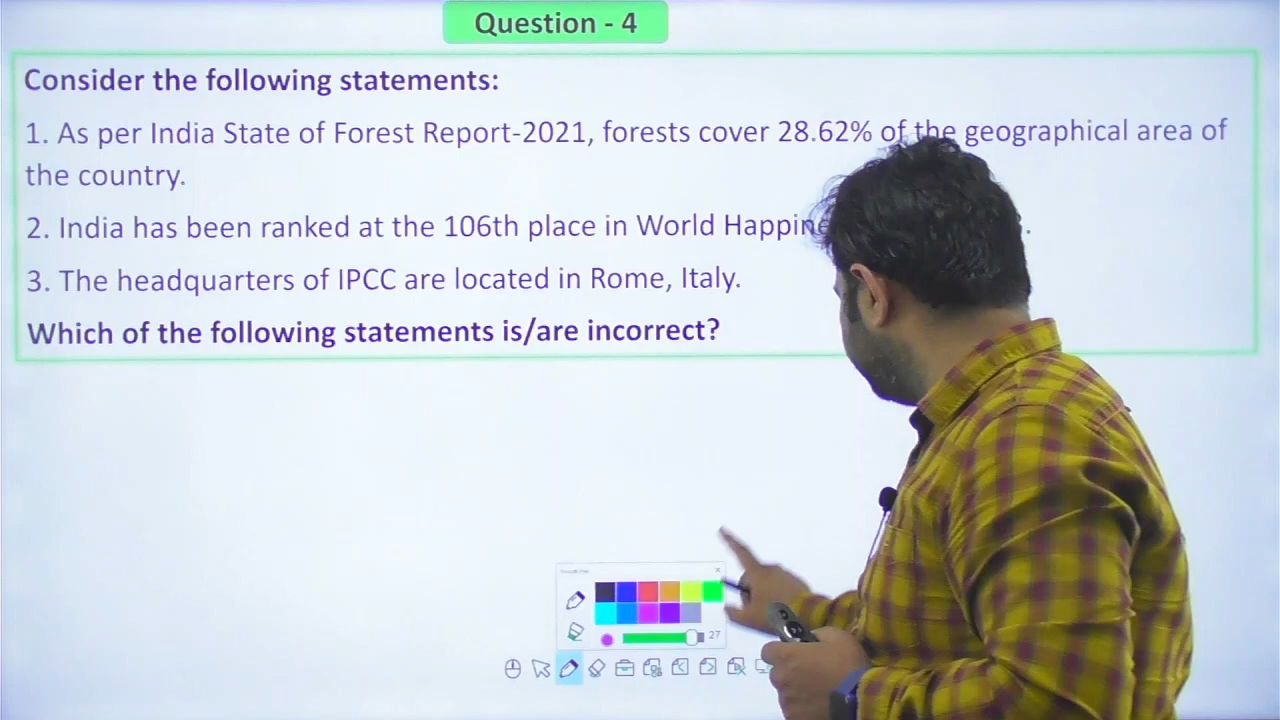 Question - 4
Consider the following statements:
1. As per India State of Forest Report-2021, forests cover 28.62% of the geographical area of
the country.
2. India has been ranked at the 106th place in World
3. The headquarters of IPCC are located in Rome, Italy.
Which of the following statements is/are incorrect?
27